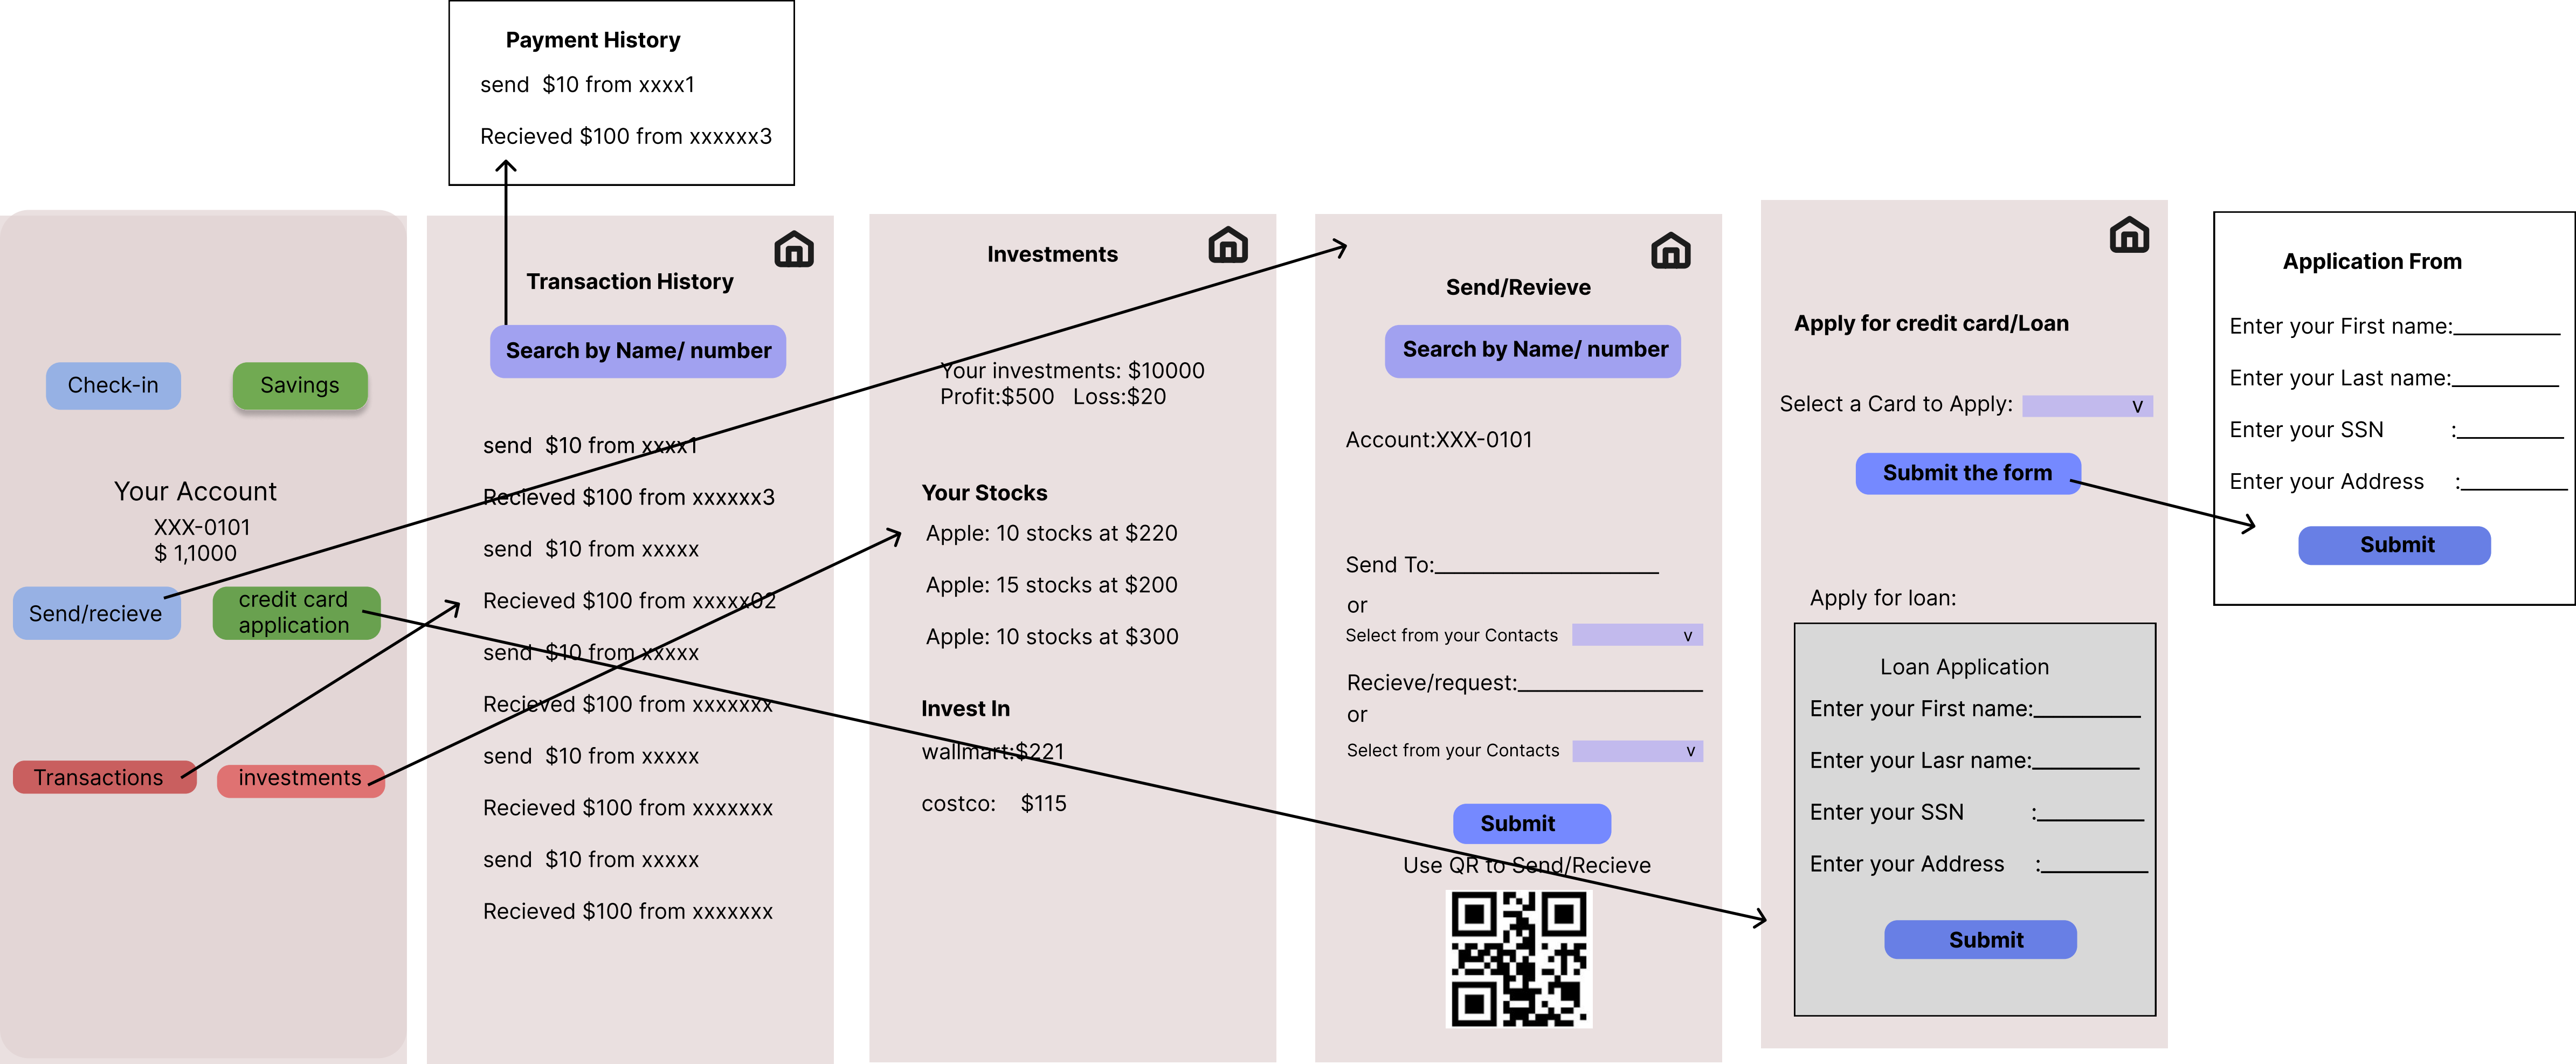 Payment History
send $10 from xxxx1
Recieved $100 from xxxxxx3
Check-in
Savings
Your Account
XXX-0101
$ 1,1000
Send/recieve
credit card
application
Transactions
investments
Transaction History
Search by Name/ number
send $10 from xxxx1
Recieved $100 from xxxxxx3
send $10 from xxxxx
Recieved $100 from xxxxx02
send $10 from xxxxx
Recieved $100 from xxxxxxx
send $10 from xxxxx
Recieved $100 from xxxxxxx
send $10 from xxxxx
Recieved $100 from xxxxxxx
Investments
Your investments: $10000
Profit:$500 Loss:$20
Your Stocks
Apple: 10 stocks at $220
Apple: 15 stocks at $200
Apple: 10 stocks at $300
Invest In
wallmart:$221
costco: $115
Send/Revieve
Search by Name/ number
Account:XXX-0101
Send To:
or
Select from your Contacts v
Recieve/request:
or
Select from your Contacts v
Submit
Use QR to Send/Recieve
Apply for credit card/Loan
Select a Card to Apply: v
Submit the form
Apply for loan:
Loan Application
Enter your First name:
Enter your Lasr name:
Enter your SSN :
Enter your Address :
Submit
Application From
Enter your First name:
Enter your Last name:
Enter your SSN :
Enter your Address :
Submit